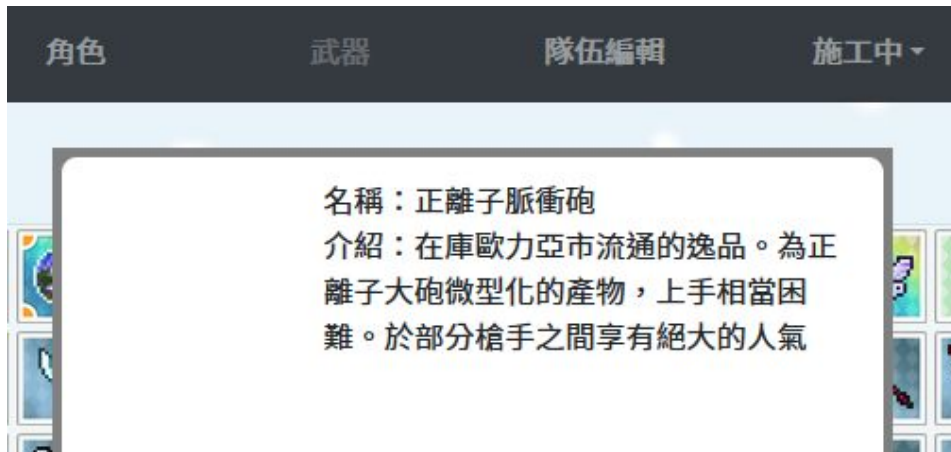 角色 武器 隊伍編輯 施工中
名稱：正離子脈衝砲
介紹：在庫歐力亞市流通的逸品。為正
離子大砲微型化的產物，上手相當困
難。於部分槍手之間享有絕大的人氣